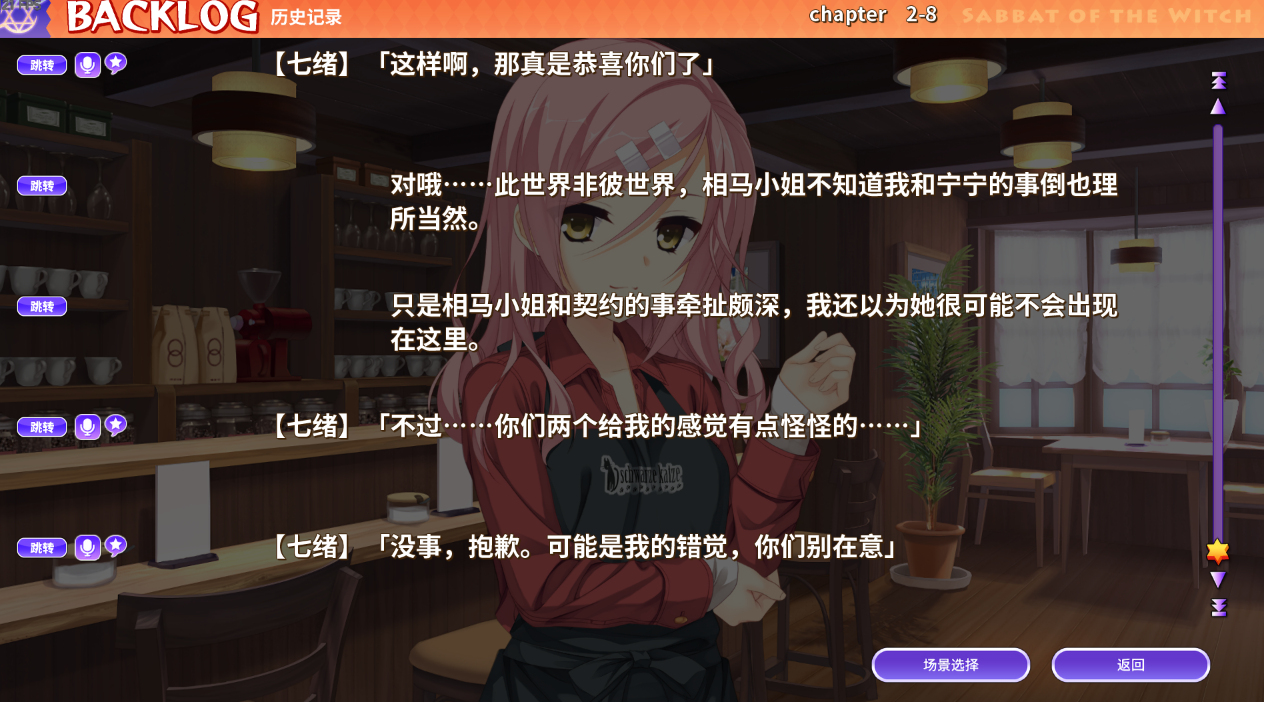 BACKLOG 历史记录 chapter 2-8 SABBAT OF THE WITCH
跳转 【七绪】「这样啊，那真是恭喜你们了」
跳转 对哦……此世界非彼世界，相马小姐不知道我和宁宁的事倒也理
所当然。
跳转 只是相马小姐和契约的事牵扯颇深，我还以为她很可能不会出现
在这里。
跳转 【七绪】「不过……你们两个给我的感觉有点怪怪的……」
schwarze katze
跳转 【七绪】「没事，抱歉。可能是我的错觉，你们别在意」
场景选择 返回